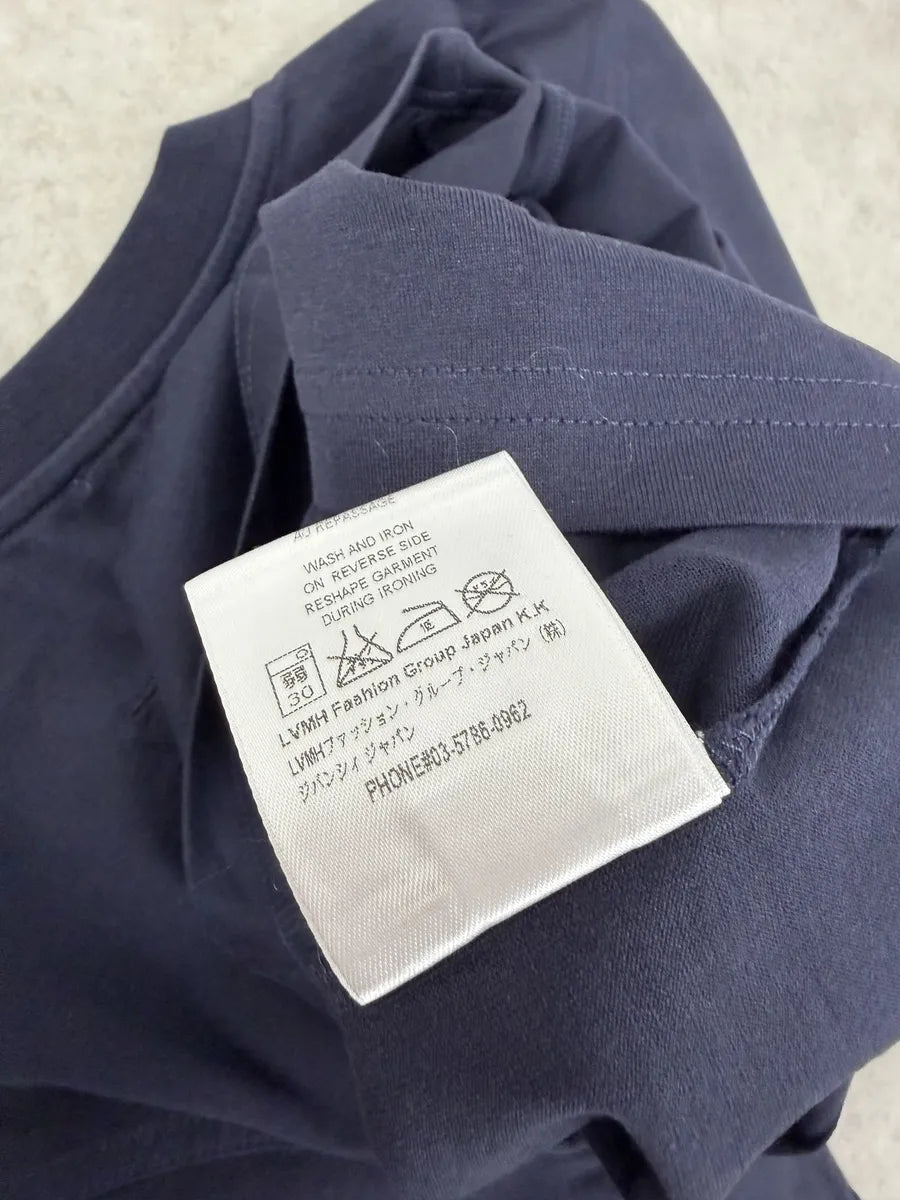 AU REPASSAGE
WASH AND IRON
ON REVERSE SIDE
RESHAPE GARMENT
DURING IRONING
弱
30
LVMH Fashion Group Japan K.K
LVMHファッション・グループ・ジャパン (株)
ジバンシィ ジャパン
PHONE#03-5786-0962